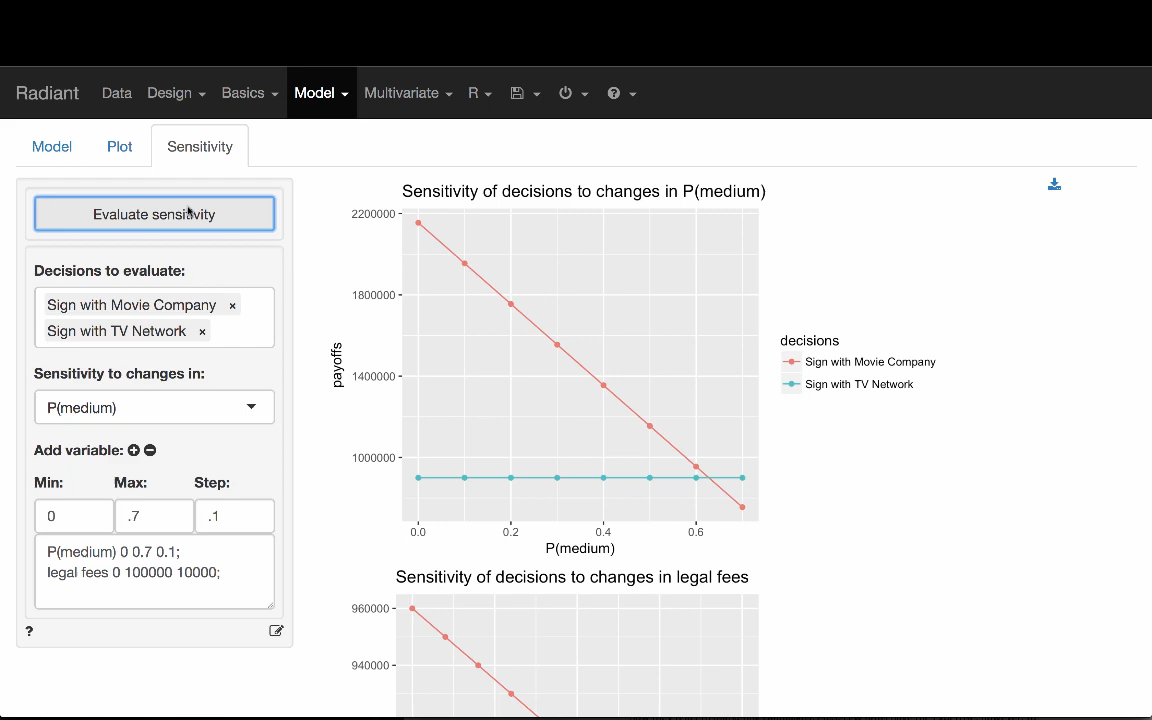 Radiant Data Design Basics Model Multivariate R
Model Plot Sensitivity
Evaluate sensitivity
Decisions to evaluate:
Sign with Movie Company ×
Sign with TV Network ×
Sensitivity to changes in:
P(medium)
Add variable:
Min: Max: Step:
0 .7 .1
P(medium) 0 0.7 0.1;
legal fees 0 100000 10000;
?
Sensitivity of decisions to changes in P(medium)
2200000
1800000
1400000
1000000
payoffs
0.0 0.2 0.4 0.6
P(medium)
decisions
Sign with Movie Company
Sign with TV Network
Sensitivity of decisions to changes in legal fees
960000
940000